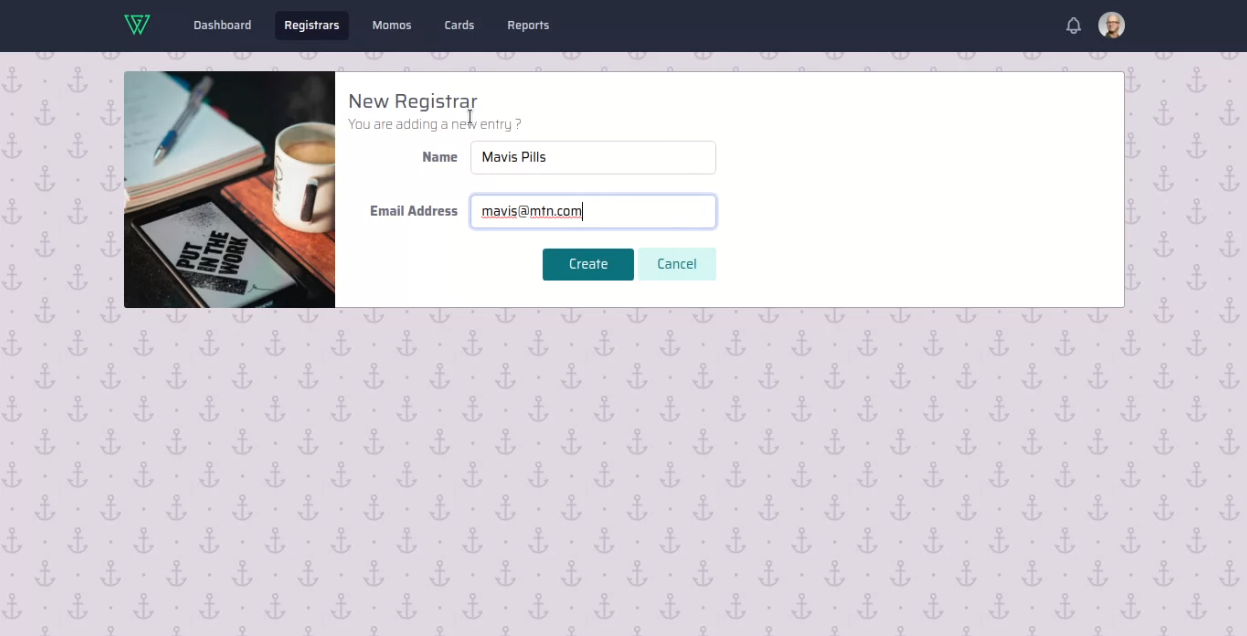 Dashboard Registrars Momos Cards Reports
New Registrar
You are adding a new entry ?
Name Mavis Pills
Email Address mavis@mtn.com
Create Cancel
PUT
IN THE
WORK